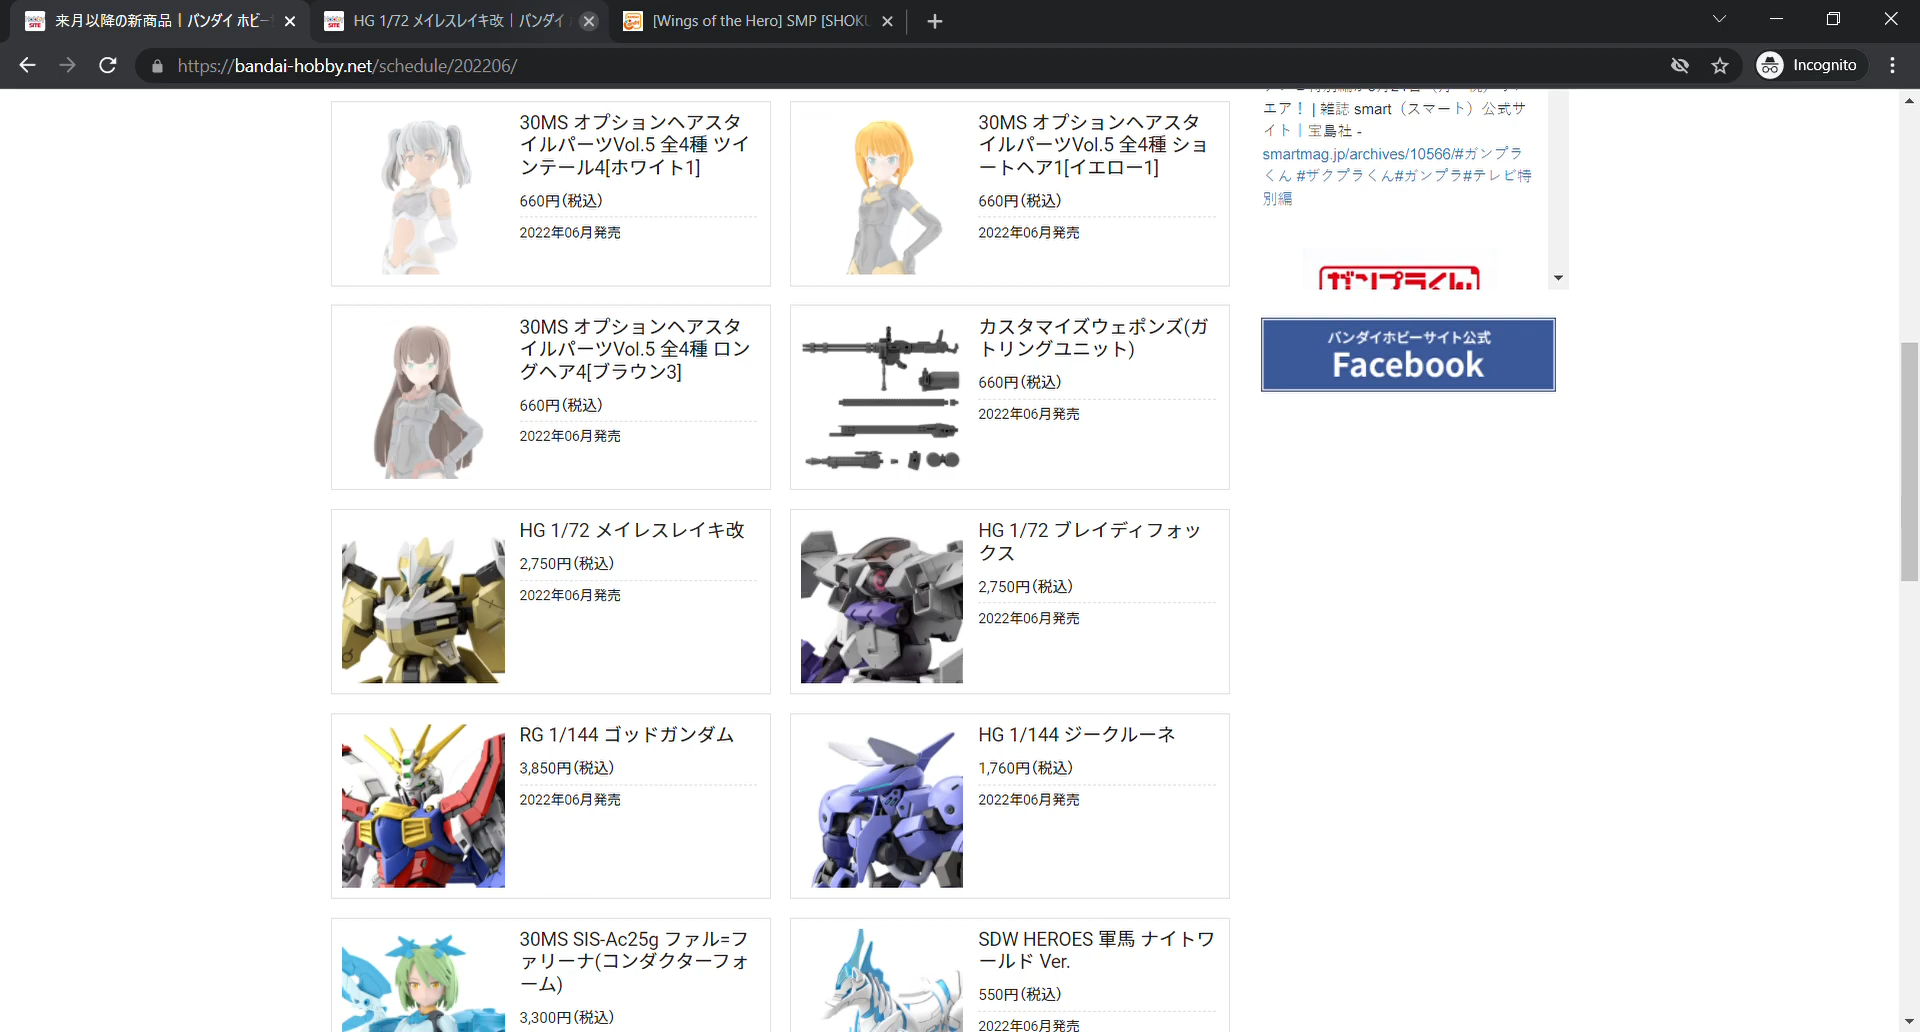 来月以降の新商品｜バンダイ ホビー
HG 1/72 メイレスレイキ改｜バンダイ
[Wings of the Hero] SMP [SHOKU
https://bandai-hobby.net/schedule/202206/
Incognito
30MS オプションヘアスタ
イルパーツVol.5 全4種 ツイ
ンテール4[ホワイト1]
660円(税込)
2022年06月発売
30MS オプションヘアスタ
イルパーツVol.5 全4種 ショ
ートヘア1[イエロー1]
660円(税込)
2022年06月発売
30MS オプションヘアスタ
イルパーツVol.5 全4種 ロン
グヘア4[ブラウン3]
660円(税込)
2022年06月発売
カスタマイズウェポンズ(ガ
トリングユニット)
660円(税込)
2022年06月発売
HG 1/72 メイレスレイキ改
2,750円(税込)
2022年06月発売
HG 1/72 ブレイディフォッ
クス
2,750円(税込)
2022年06月発売
RG 1/144 ゴッドガンダム
3,850円(税込)
2022年06月発売
HG 1/144 ジークルーネ
1,760円(税込)
2022年06月発売
30MS SIS-Ac25g ファル=フ
ァリーナ(コンダクターフォ
ーム)
3,300円(税込)
SDW HEROES 軍馬 ナイトワ
ールド Ver.
550円(税込)
2022年06月発売
エア！ | 雑誌 smart（スマート）公式サ
イト｜宝島社 -
smartmag.jp/archives/10566/#ガンプラ
くん #ザクプラくん#ガンプラ#テレビ特
別編
ガンプラくん
バンダイホビーサイト公式
Facebook